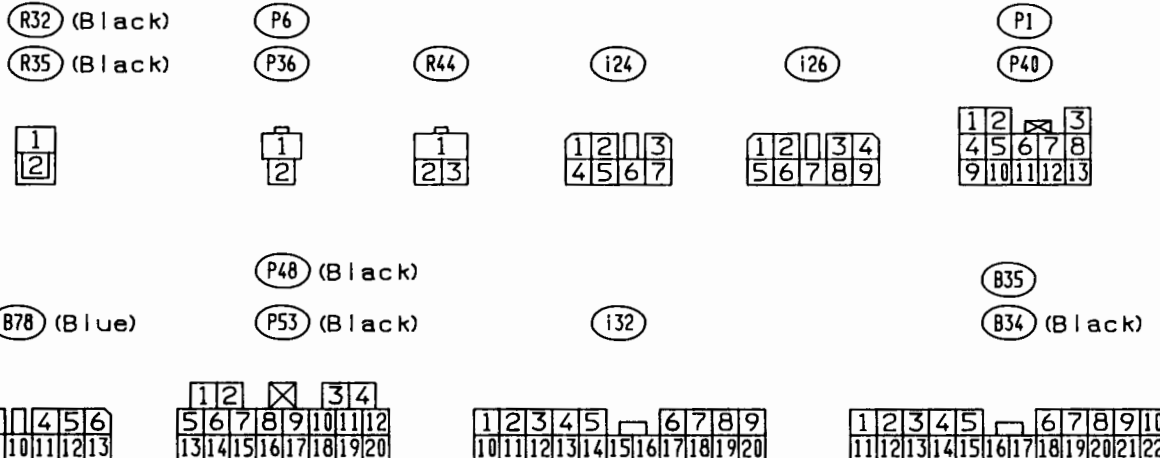 R32 (Black) P6 P1
R35 (Black) P36 R44 i24 i26 P40
1 2 3
1 1 1 1 2 3 1 2 3 4 4 5 6 7 8
2 2 2 3 4 5 6 7 5 6 7 8 9 9 10 11 12 13
P48 (Black) B35
B78 (Blue) P53 (Black) i32 B34 (Black)
1 2 3 4
4 5 6 5 6 7 8 9 10 11 12 1 2 3 4 5 6 7 8 9 1 2 3 4 5 6 7 8 9 10
10 11 12 13 13 14 15 16 17 18 19 20 10 11 12 13 14 15 16 17 18 19 20 11 12 13 14 15 16 17 18 19 20 21 22